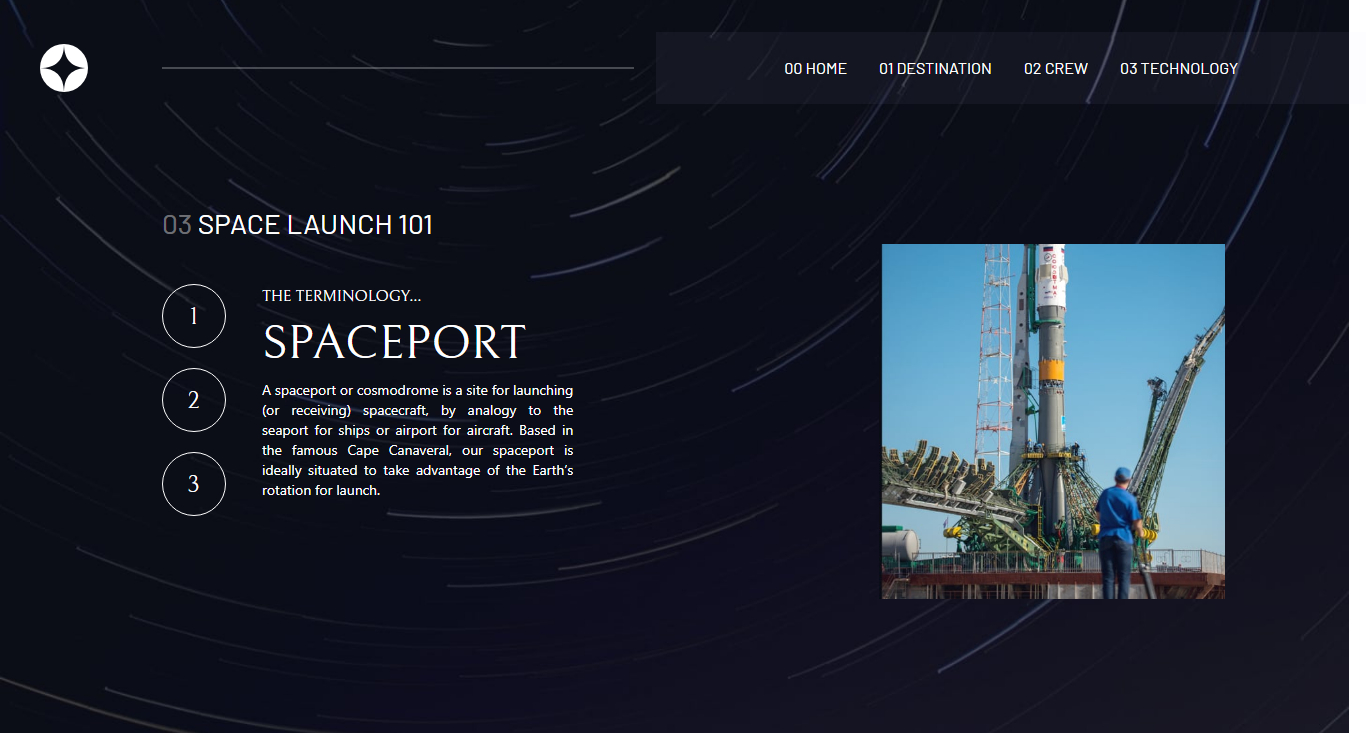 00 HOME 01 DESTINATION 02 CREW 03 TECHNOLOGY
03 SPACE LAUNCH 101
1
2
3
THE TERMINOLOGY...
SPACEPORT
A spaceport or cosmodrome is a site for launching
(or receiving) spacecraft, by analogy to the
seaport for ships or airport for aircraft. Based in
the famous Cape Canaveral, our spaceport is
ideally situated to take advantage of the Earth's
rotation for launch.